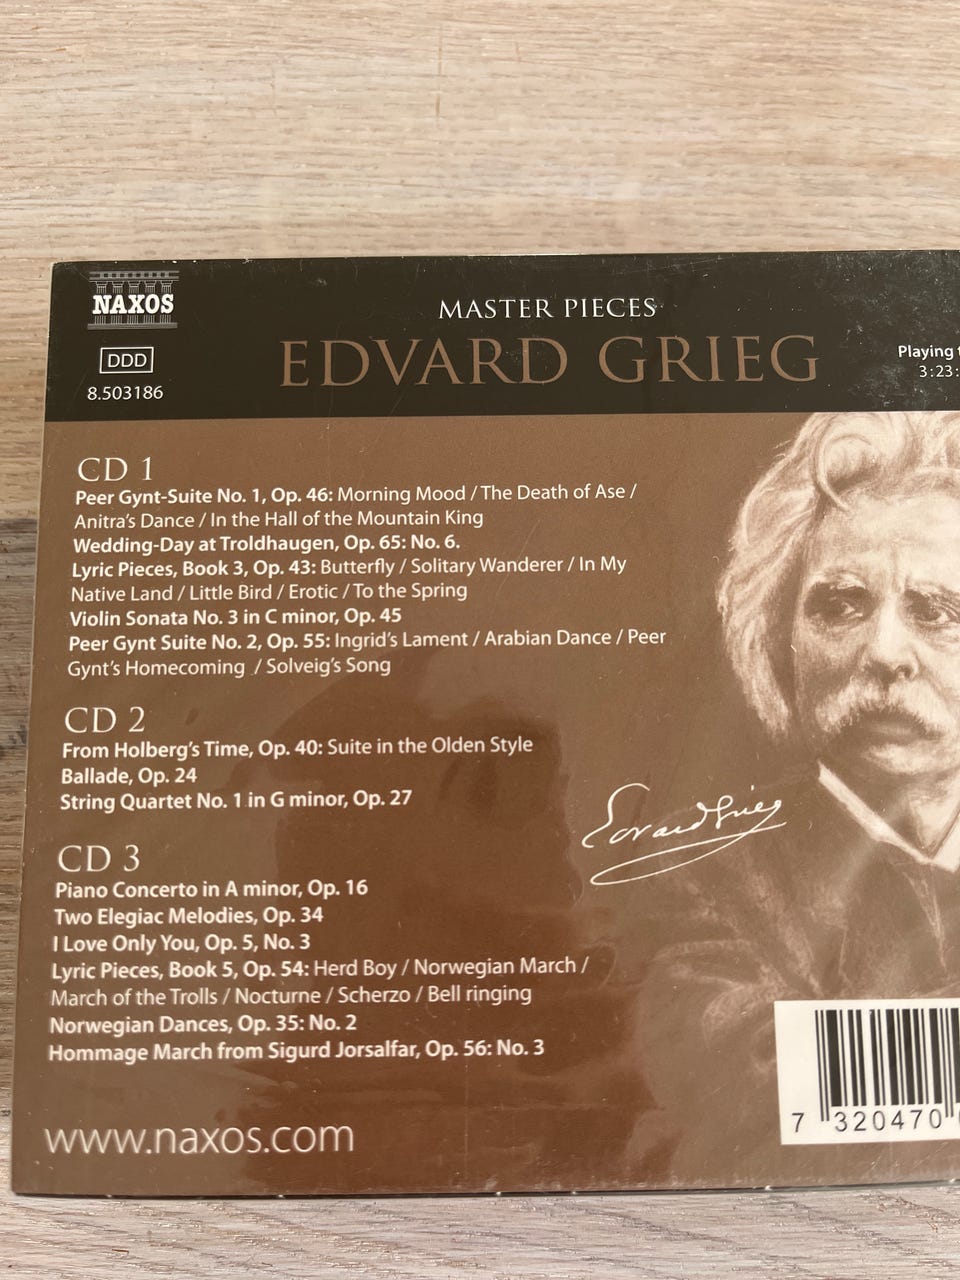 NAXOS
DDD
8.503186
MASTER PIECES
EDVARD GRIEG
Playing
3:23:
CD 1
Peer Gynt-Suite No. 1, Op. 46: Morning Mood / The Death of Ase /
Anitra's Dance / In the Hall of the Mountain King
Wedding-Day at Troldhaugen, Op. 65: No. 6.
Lyric Pieces, Book 3, Op. 43: Butterfly / Solitary Wanderer / In My
Native Land / Little Bird / Erotic / To the Spring
Violin Sonata No. 3 in C minor, Op. 45
Peer Gynt Suite No. 2, Op. 55: Ingrid's Lament / Arabian Dance / Peer
Gynt's Homecoming / Solveig's Song
CD 2
From Holberg's Time, Op. 40: Suite in the Olden Style
Ballade, Op. 24
String Quartet No. 1 in G minor, Op. 27
Edvard Grieg
CD 3
Piano Concerto in A minor, Op. 16
Two Elegiac Melodies, Op. 34
I Love Only You, Op. 5, No. 3
Lyric Pieces, Book 5, Op. 54: Herd Boy / Norwegian March /
March of the Trolls / Nocturne / Scherzo / Bell ringing
Norwegian Dances, Op. 35: No. 2
Hommage March from Sigurd Jorsalfar, Op. 56: No. 3
7 320470
www.naxos.com